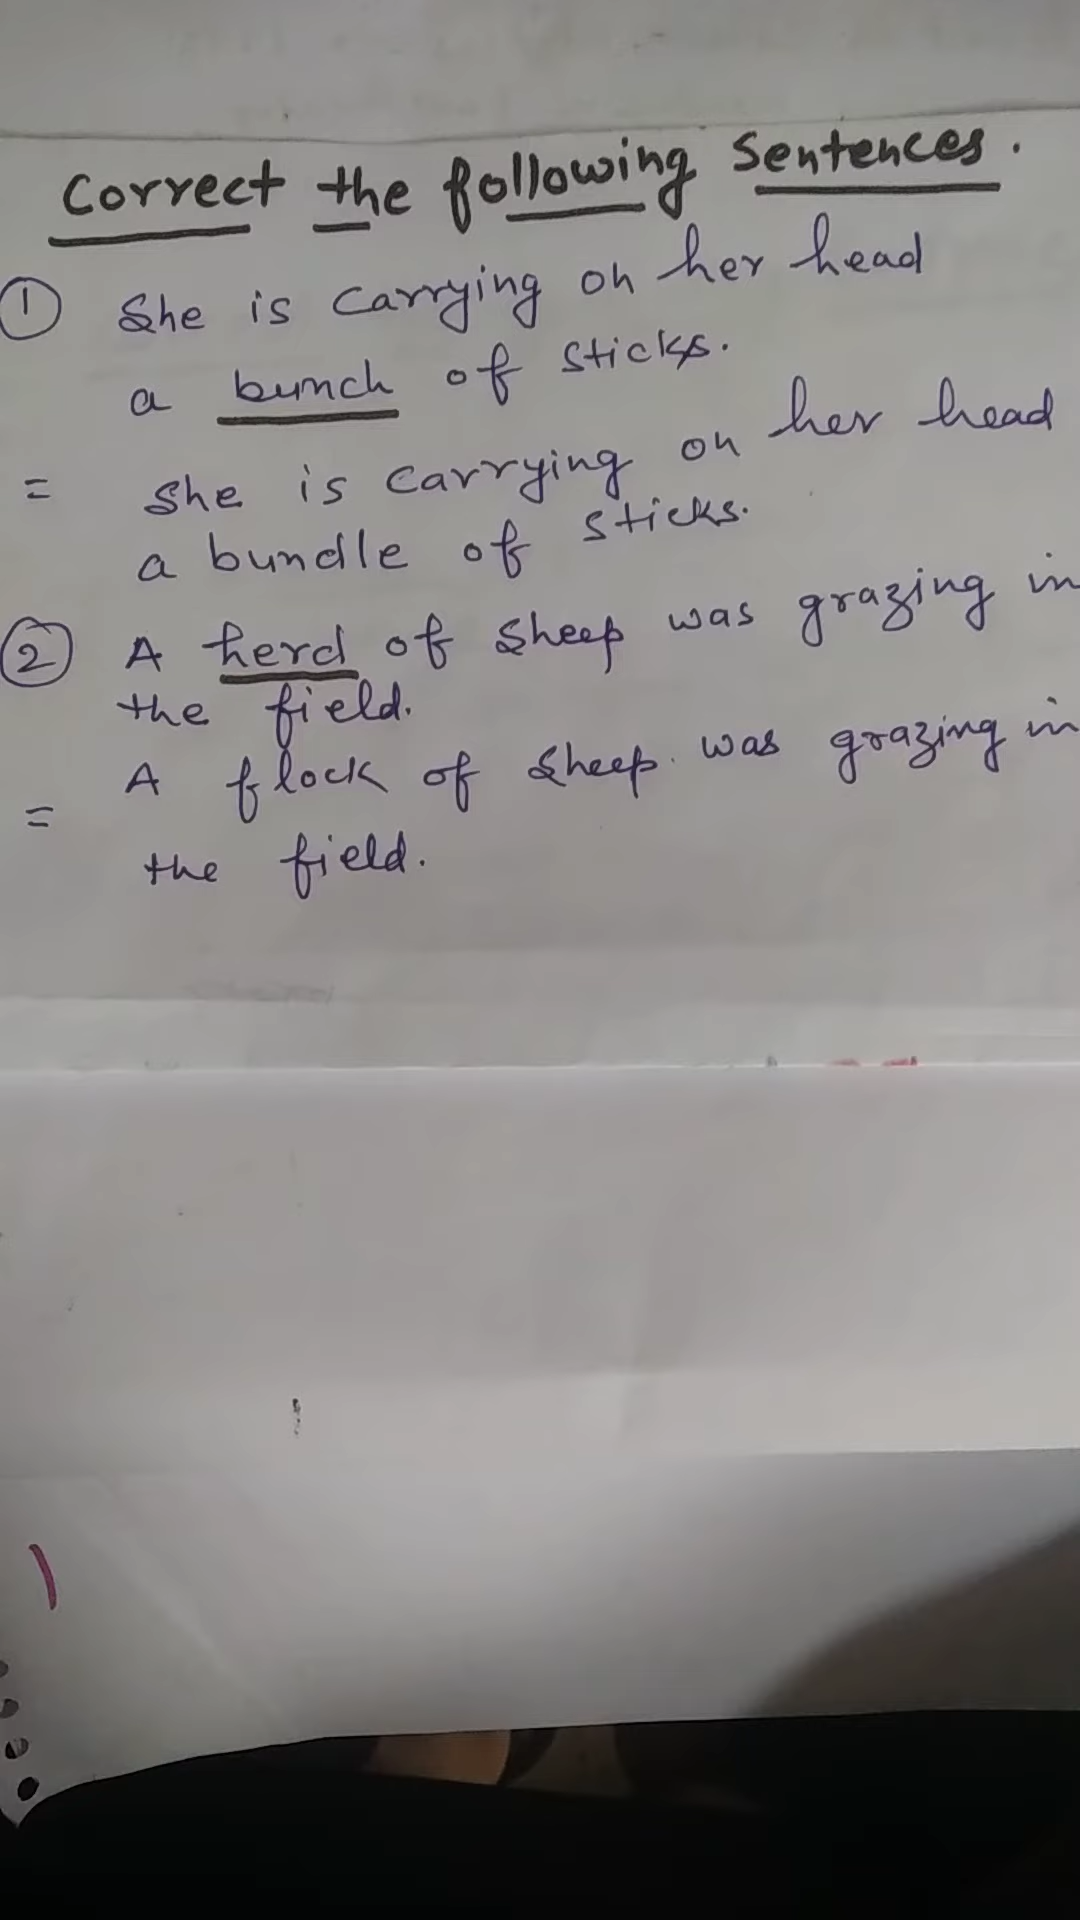 Correct the following Sentences.
① She is carrying on her head
a bunch of sticks.
= She is carrying on her head
a bundle of sticks.
② A herd of sheep was grazing in
the field.
= A flock of sheep was grazing in
the field.